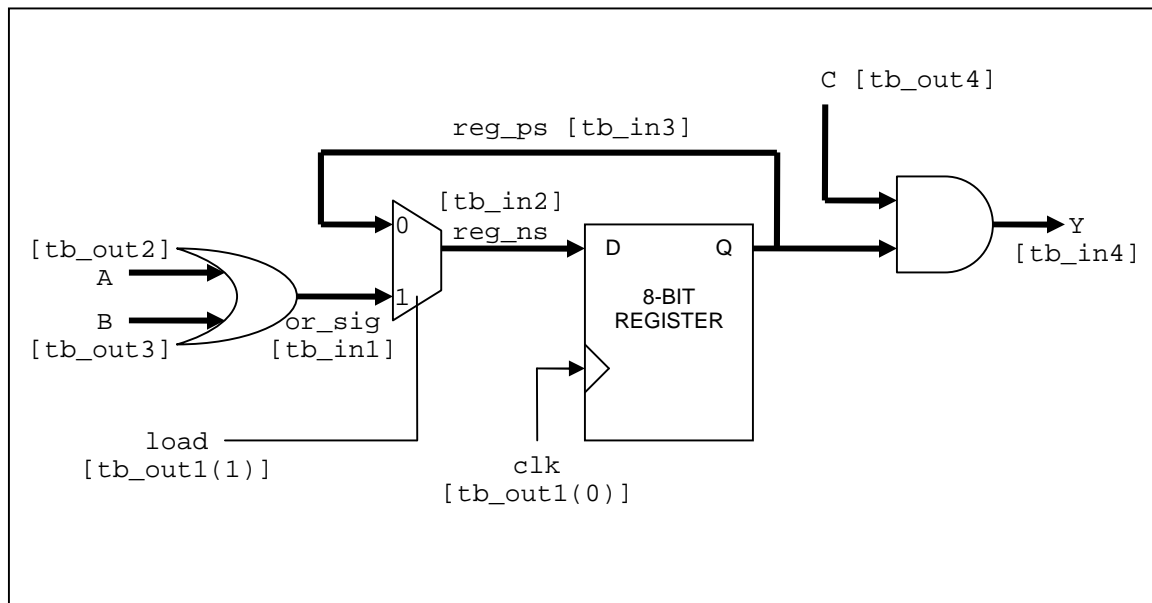 C [tb_out4]
reg_ps [tb_in3]
[tb_in2]
reg_ns
0
1
[tb_out2]
A
B
[tb_out3]
or_sig
[tb_in1]
D
Q
8-BIT
REGISTER
Y
[tb_in4]
load
[tb_out1(1)]
clk
[tb_out1(0)]